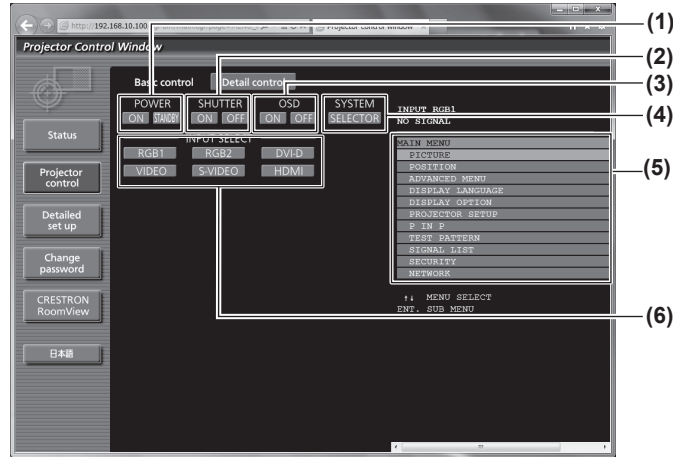 http://192.168.10.100
Projector Control Window
Projector Control Window
Basic control
Detail control
POWER
ON STANDBY
SHUTTER
ON OFF
OSD
ON OFF
SYSTEM
SELECTOR
INPUT SELECT
RGB1 RGB2 DVI-D
VIDEO S-VIDEO HDMI
INPUT RGB1
NO SIGNAL
MAIN MENU
PICTURE
POSITION
ADVANCED MENU
DISPLAY LANGUAGE
DISPLAY OPTION
PROJECTOR SETUP
P IN P
TEST PATTERN
SIGNAL LIST
SECURITY
NETWORK
↑↓ MENU SELECT
ENT. SUB MENU
Status
Projector
control
Detailed
set up
Change
password
CRESTRON
RoomView
日本語
(1)
(2)
(3)
(4)
(5)
(6)